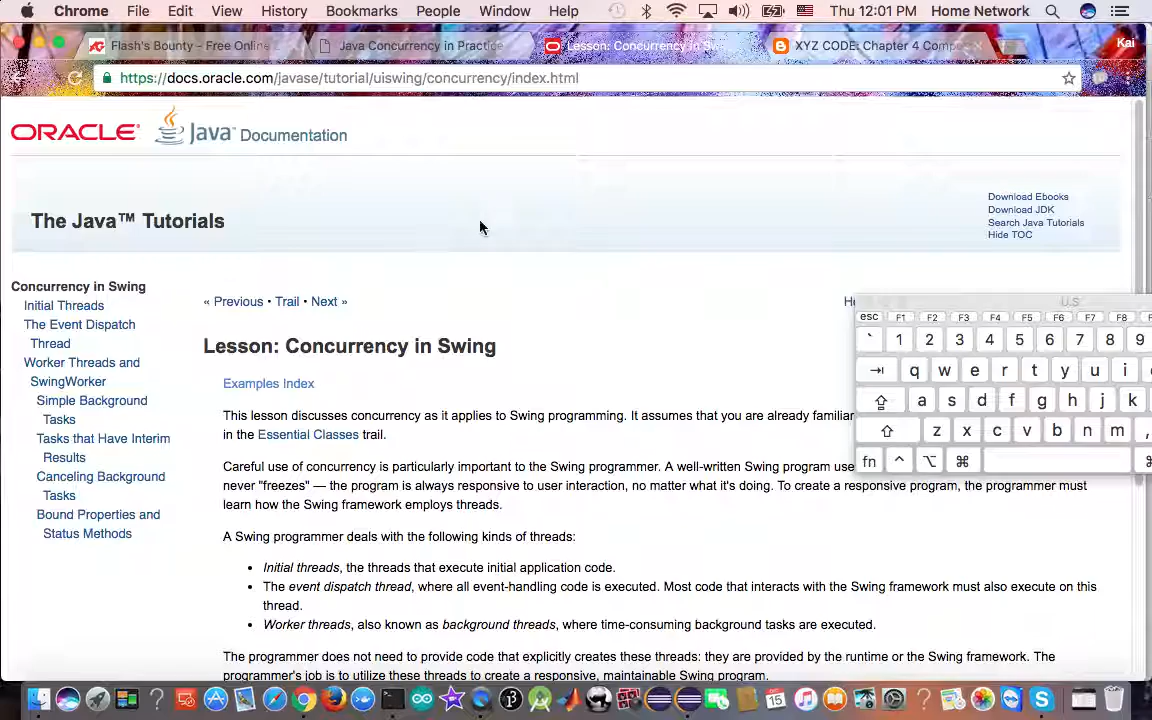 Chrome File Edit View History Bookmarks People Window Help Thu 12:01 PM Home Network
Flash's Bounty – Free Online
Java Concurrency in Practice
Lesson: Concurrency in Sw
XYZ CODE: Chapter 4 Compo
Kai
https://docs.oracle.com/javase/tutorial/uiswing/concurrency/index.html
ORACLE Java Documentation
The Java™ Tutorials
Download Ebooks
Download JDK
Search Java Tutorials
Hide TOC
Concurrency in Swing
Initial Threads
The Event Dispatch
Thread
Worker Threads and
SwingWorker
Simple Background
Tasks
Tasks that Have Interim
Results
Canceling Background
Tasks
Bound Properties and
Status Methods
« Previous • Trail • Next »
Lesson: Concurrency in Swing
Examples Index
This lesson discusses concurrency as it applies to Swing programming. It assumes that you are already familiar
in the Essential Classes trail.
Careful use of concurrency is particularly important to the Swing programmer. A well-written Swing program use
never "freezes" — the program is always responsive to user interaction, no matter what it's doing. To create a responsive program, the programmer must
learn how the Swing framework employs threads.
A Swing programmer deals with the following kinds of threads:
• Initial threads, the threads that execute initial application code.
• The event dispatch thread, where all event-handling code is executed. Most code that interacts with the Swing framework must also execute on this
thread.
• Worker threads, also known as background threads, where time-consuming background tasks are executed.
The programmer does not need to provide code that explicitly creates these threads: they are provided by the runtime or the Swing framework. The
programmer's job is to utilize these threads to create a responsive, maintainable Swing program.
U.S
esc F1 F2 F3 F4 F5 F6 F7 F8
` 1 2 3 4 5 6 7 8 9
q w e r t y u i
a s d f g h j k
z x c v b n m ,
fn ^ ⌥ ⌘